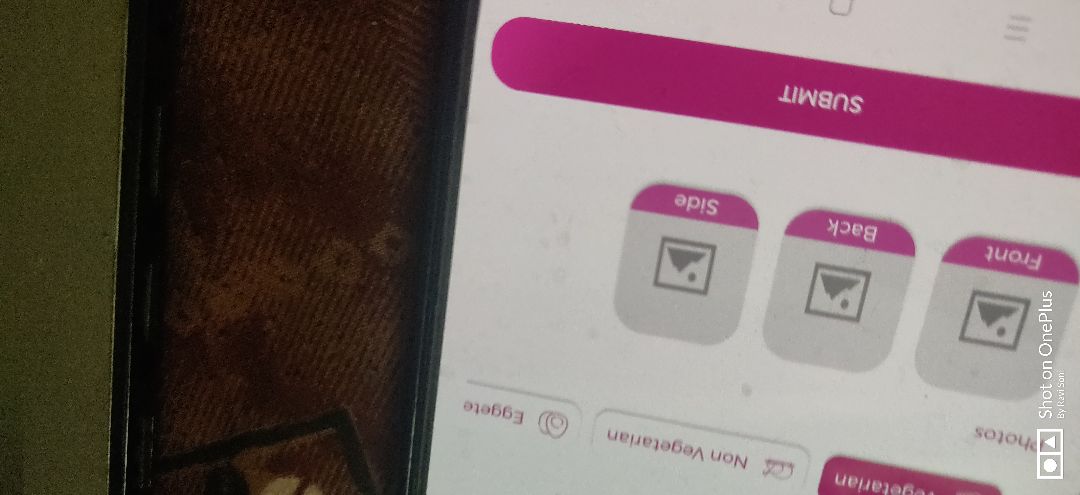 Vegetarian
Non Vegetarian
Eggete
Photos
Front
Back
Side
SUBMIT
Shot on OnePlus
By Ravi Soni